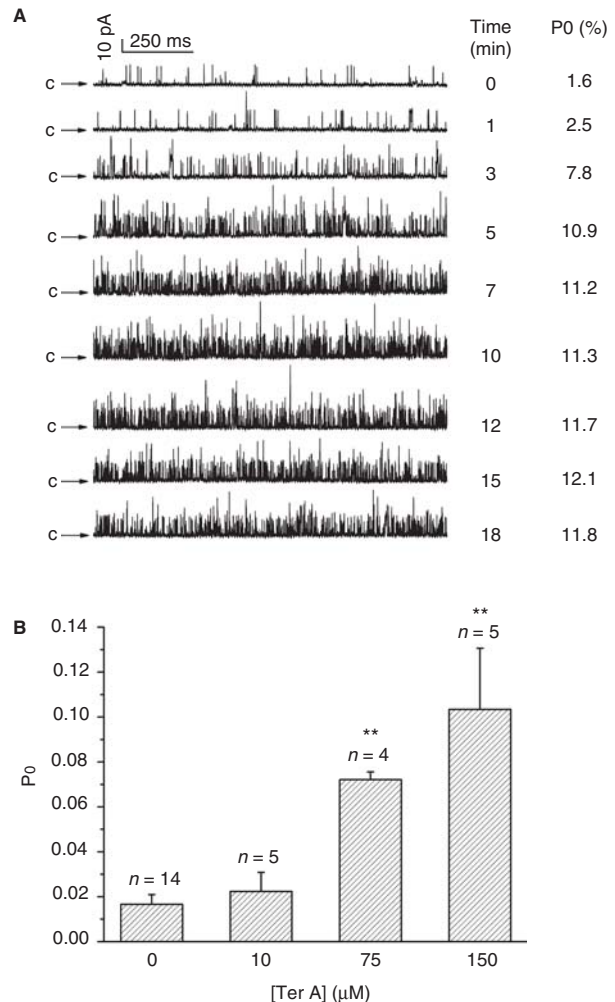 A
10 pA
250 ms
Time (min)
P0 (%)
C 0 1.6
C 1 2.5
C 3 7.8
C 5 10.9
C 7 11.2
C 10 11.3
C 12 11.7
C 15 12.1
C 18 11.8
B
0.14
0.12
0.10
0.08
0.06
0.04
0.02
0.00
P0
n = 14
n = 5
**
n = 4
**
n = 5
0 10 75 150
[Ter A] (μM)